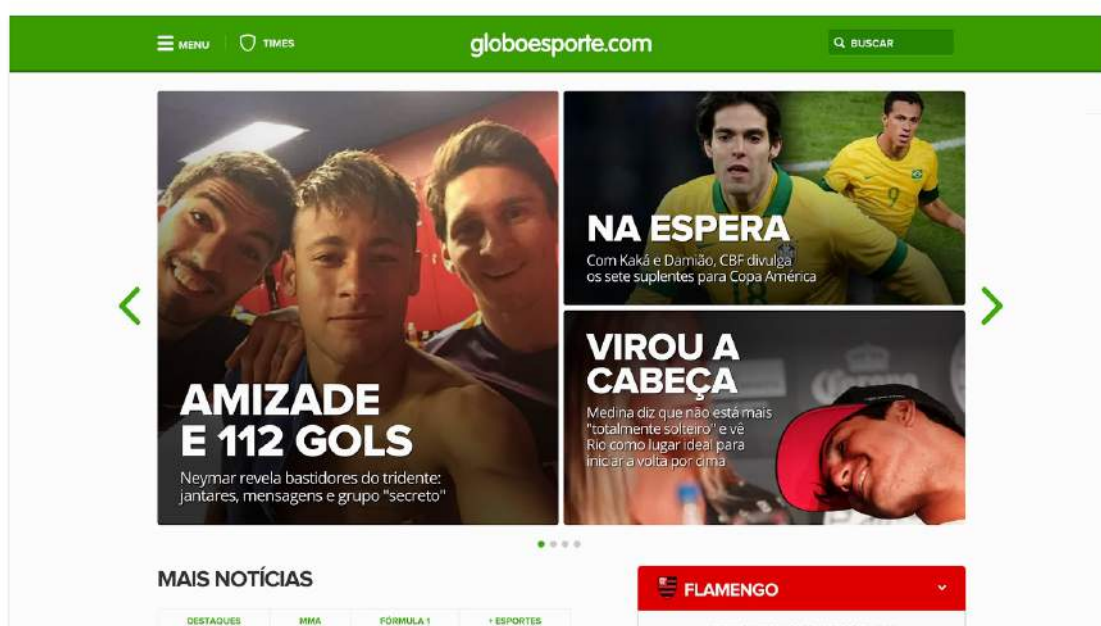 MENU
TIMES
globoesporte.com
BUSCAR
AMIZADE
E 112 GOLS
Neymar revela bastidores do tridente:
jantares, mensagens e grupo "secreto"
NA ESPERA
Com Kaká e Damião, CBF divulga
os sete suplentes para Copa América
9
18
VIROU A
CABEÇA
Medina diz que não está mais
"totalmente solteiro" e vê
Rio como lugar ideal para
iniciar a volta por cima
MAIS NOTÍCIAS
DESTAQUES
MMA
FÓRMULA 1
+ ESPORTES
FLAMENGO